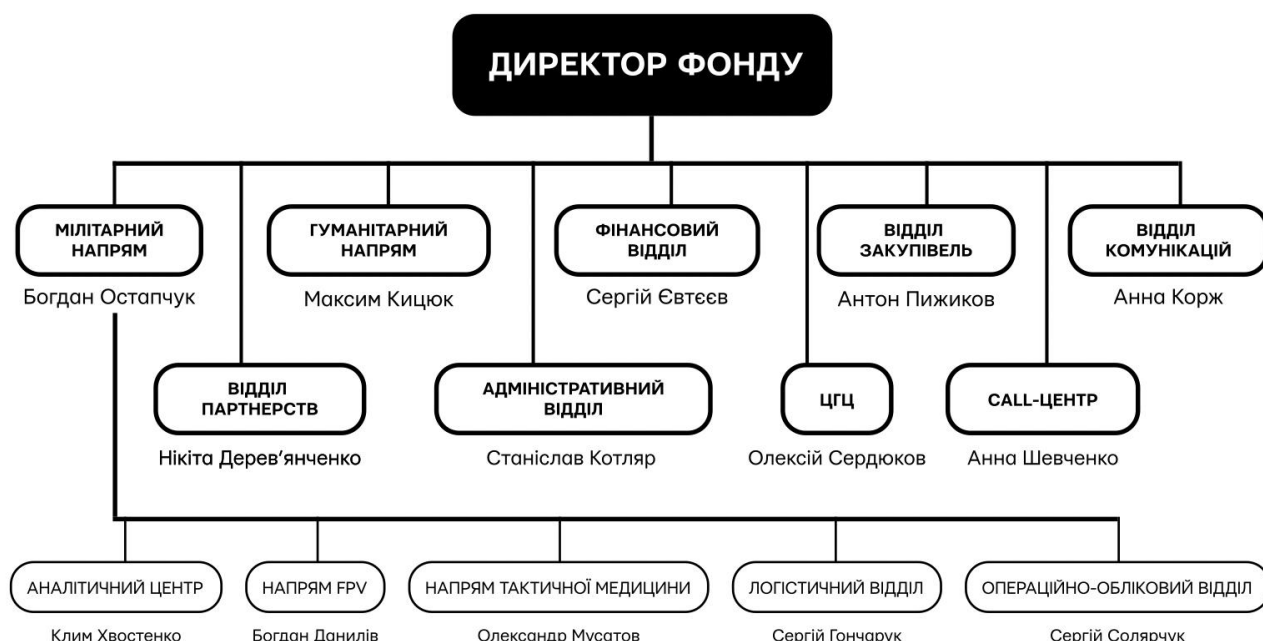 ДИРЕКТОР ФОНДУ
МІЛІТАРНИЙ
НАПРЯМ
Богдан Остапчук
ГУМАНІТАРНИЙ
НАПРЯМ
Максим Кицюк
ФІНАНСОВИЙ
ВІДДІЛ
Сергій Євтєєв
ВІДДІЛ
ЗАКУПІВЕЛЬ
Антон Пижиков
ВІДДІЛ
КОМУНІКАЦІЙ
Анна Корж
ВІДДІЛ
ПАРТНЕРСТВ
Нікіта Дерев’янченко
АДМІНІСТРАТИВНИЙ
ВІДДІЛ
Станіслав Котляр
ЦГЦ
Олексій Сердюков
CALL-ЦЕНТР
Анна Шевченко
АНАЛІТИЧНИЙ ЦЕНТР
Клим Хвостенко
НАПРЯМ FPV
Богдан Данилів
НАПРЯМ ТАКТИЧНОЇ МЕДИЦИНИ
Олександр Мусатов
ЛОГІСТИЧНИЙ ВІДДІЛ
Сергій Гончарук
ОПЕРАЦІЙНО-ОБЛІКОВИЙ ВІДДІЛ
Сергій Солярчук